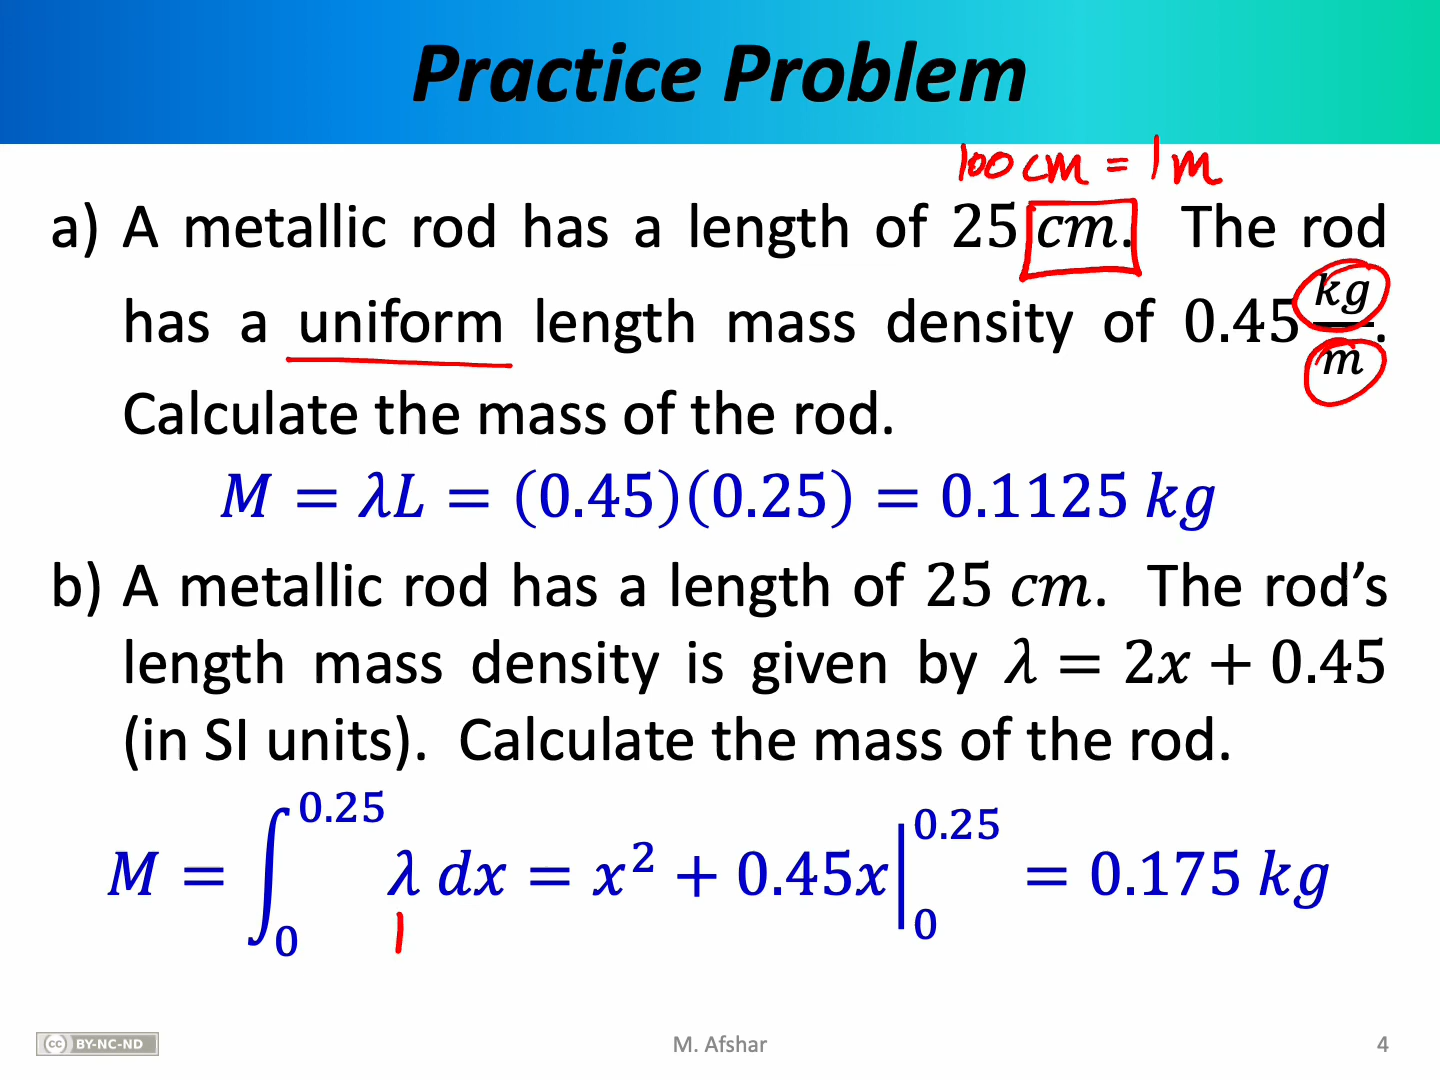 Practice Problem
100 cm = 1 m
a) A metallic rod has a length of 25 cm. The rod
has a uniform length mass density of 0.45 kg/m.
Calculate the mass of the rod.
M = λL = (0.45)(0.25) = 0.1125 kg
b) A metallic rod has a length of 25 cm. The rod’s
length mass density is given by λ = 2x + 0.45
(in SI units). Calculate the mass of the rod.
M = ∫₀^0.25 λ dx = x² + 0.45x |₀^0.25 = 0.175 kg
cc BY-NC-ND
M. Afshar
4